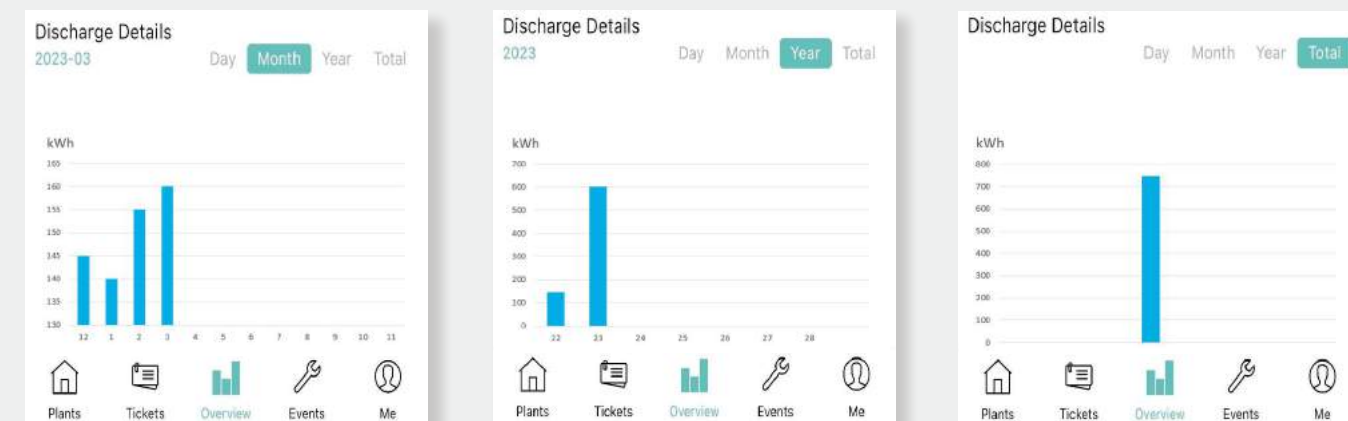 Discharge Details
2023-03
Day Month Year Total
kWh
165
160
155
150
145
140
135
130
12 1 2 3 4 5 6 7 8 9 10 11
Plants Tickets Overview Events Me
Discharge Details
2023
Day Month Year Total
kWh
700
600
500
400
300
200
100
0
22 23 24 25 26 27 28
Plants Tickets Overview Events Me
Discharge Details
Day Month Year Total
kWh
800
700
600
500
400
300
200
100
0
Plants Tickets Overview Events Me